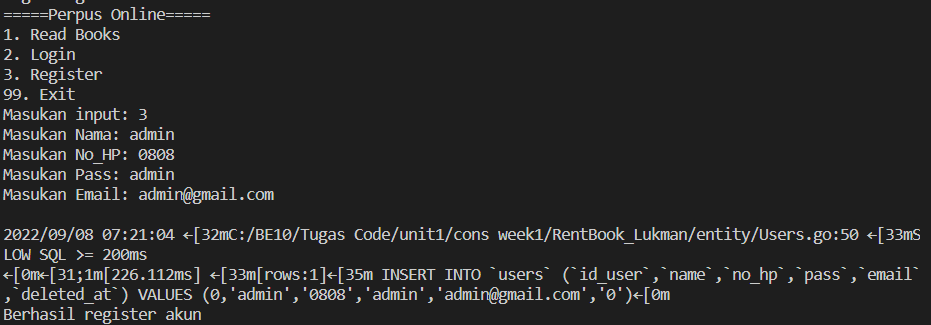 =====Perpus Online=====
1. Read Books
2. Login
3. Register
99. Exit
Masukan input: 3
Masukan Nama: admin
Masukan No_HP: 0808
Masukan Pass: admin
Masukan Email: admin@gmail.com
2022/09/08 07:21:04 ←[32mC:/BE10/Tugas Code/unit1/cons week1/RentBook_Lukman/entity/Users.go:50 ←[33mS
LOW SQL >= 200ms
←[0m←[31;1m[226.112ms] ←[33m[rows:1]←[35m INSERT INTO `users` (`id_user`,`name`,`no_hp`,`pass`,`email`
,`deleted_at`) VALUES (0,'admin','0808','admin','admin@gmail.com','0')←[0m
Berhasil register akun